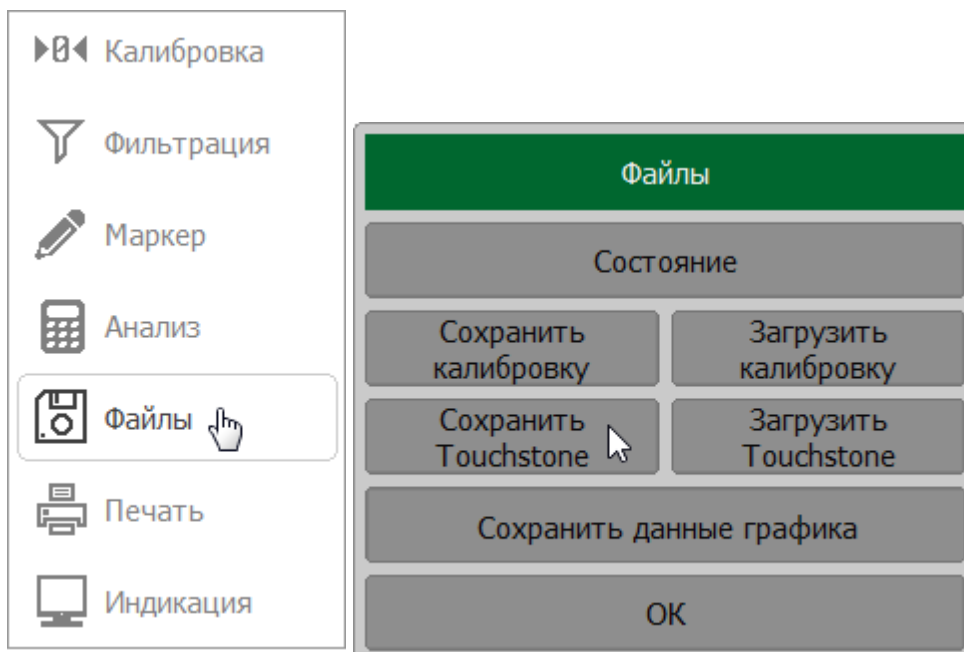 Калибровка
Фильтрация
Маркер
Анализ
Файлы
Печать
Индикация
Файлы
Состояние
Сохранить
калибровку
Загрузить
калибровку
Сохранить
Touchstone
Загрузить
Touchstone
Сохранить данные графика
ОК